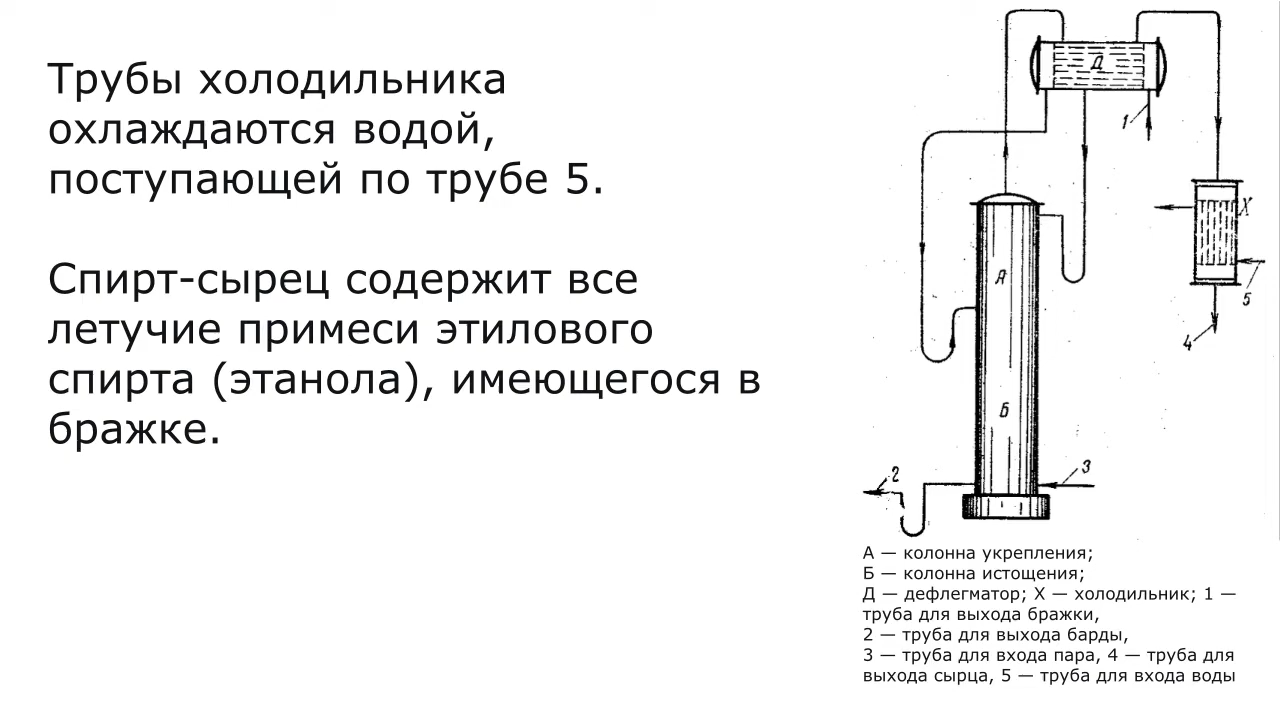 Трубы холодильника
охлаждаются водой,
поступающей по трубе 5.
Спирт-сырец содержит все
летучие примеси этилового
спирта (этанола), имеющегося в
бражке.
Д
1
Х
А
5
4
Б
2
3
А — колонна укрепления;
Б — колонна истощения;
Д — дефлегматор; Х — холодильник; 1 —
труба для выхода бражки,
2 — труба для выхода барды,
3 — труба для входа пара, 4 — труба для
выхода сырца, 5 — труба для входа воды